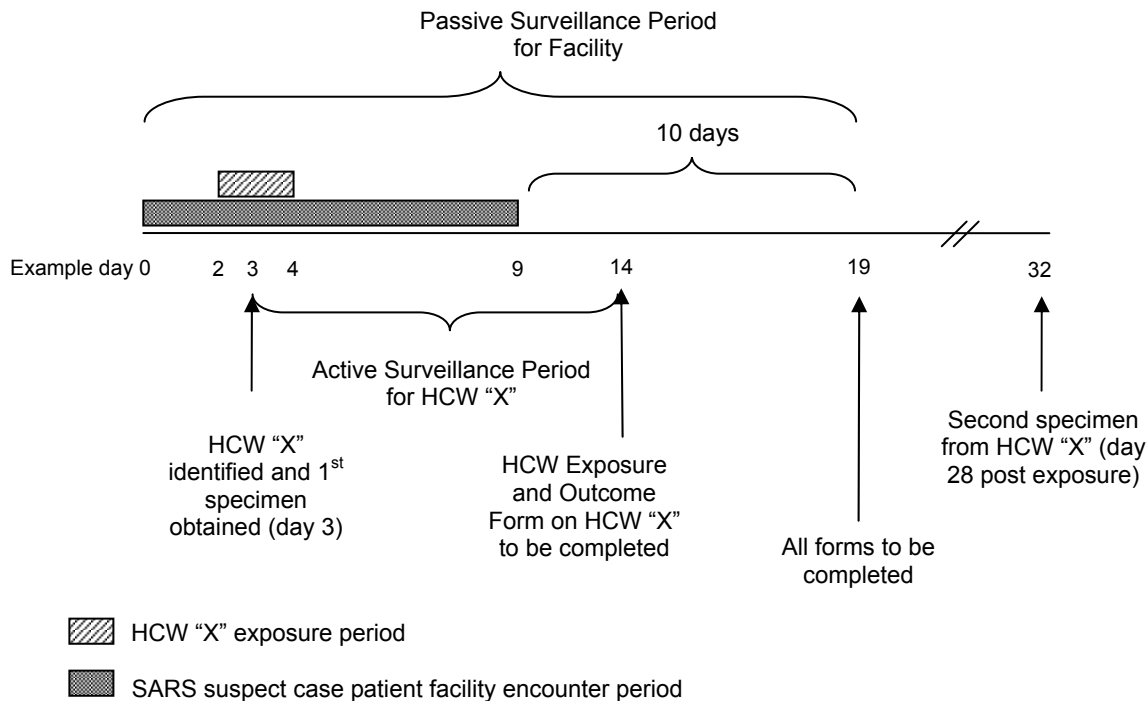 Passive Surveillance Period
for Facility
10 days
Example day 0
2
3
4
9
14
19
32
Active Surveillance Period
for HCW “X”
HCW “X”
identified and 1st
specimen
obtained (day 3)
HCW Exposure
and Outcome
Form on HCW “X”
to be completed
All forms to be
completed
Second specimen
from HCW “X” (day
28 post exposure)
HCW “X” exposure period
SARS suspect case patient facility encounter period